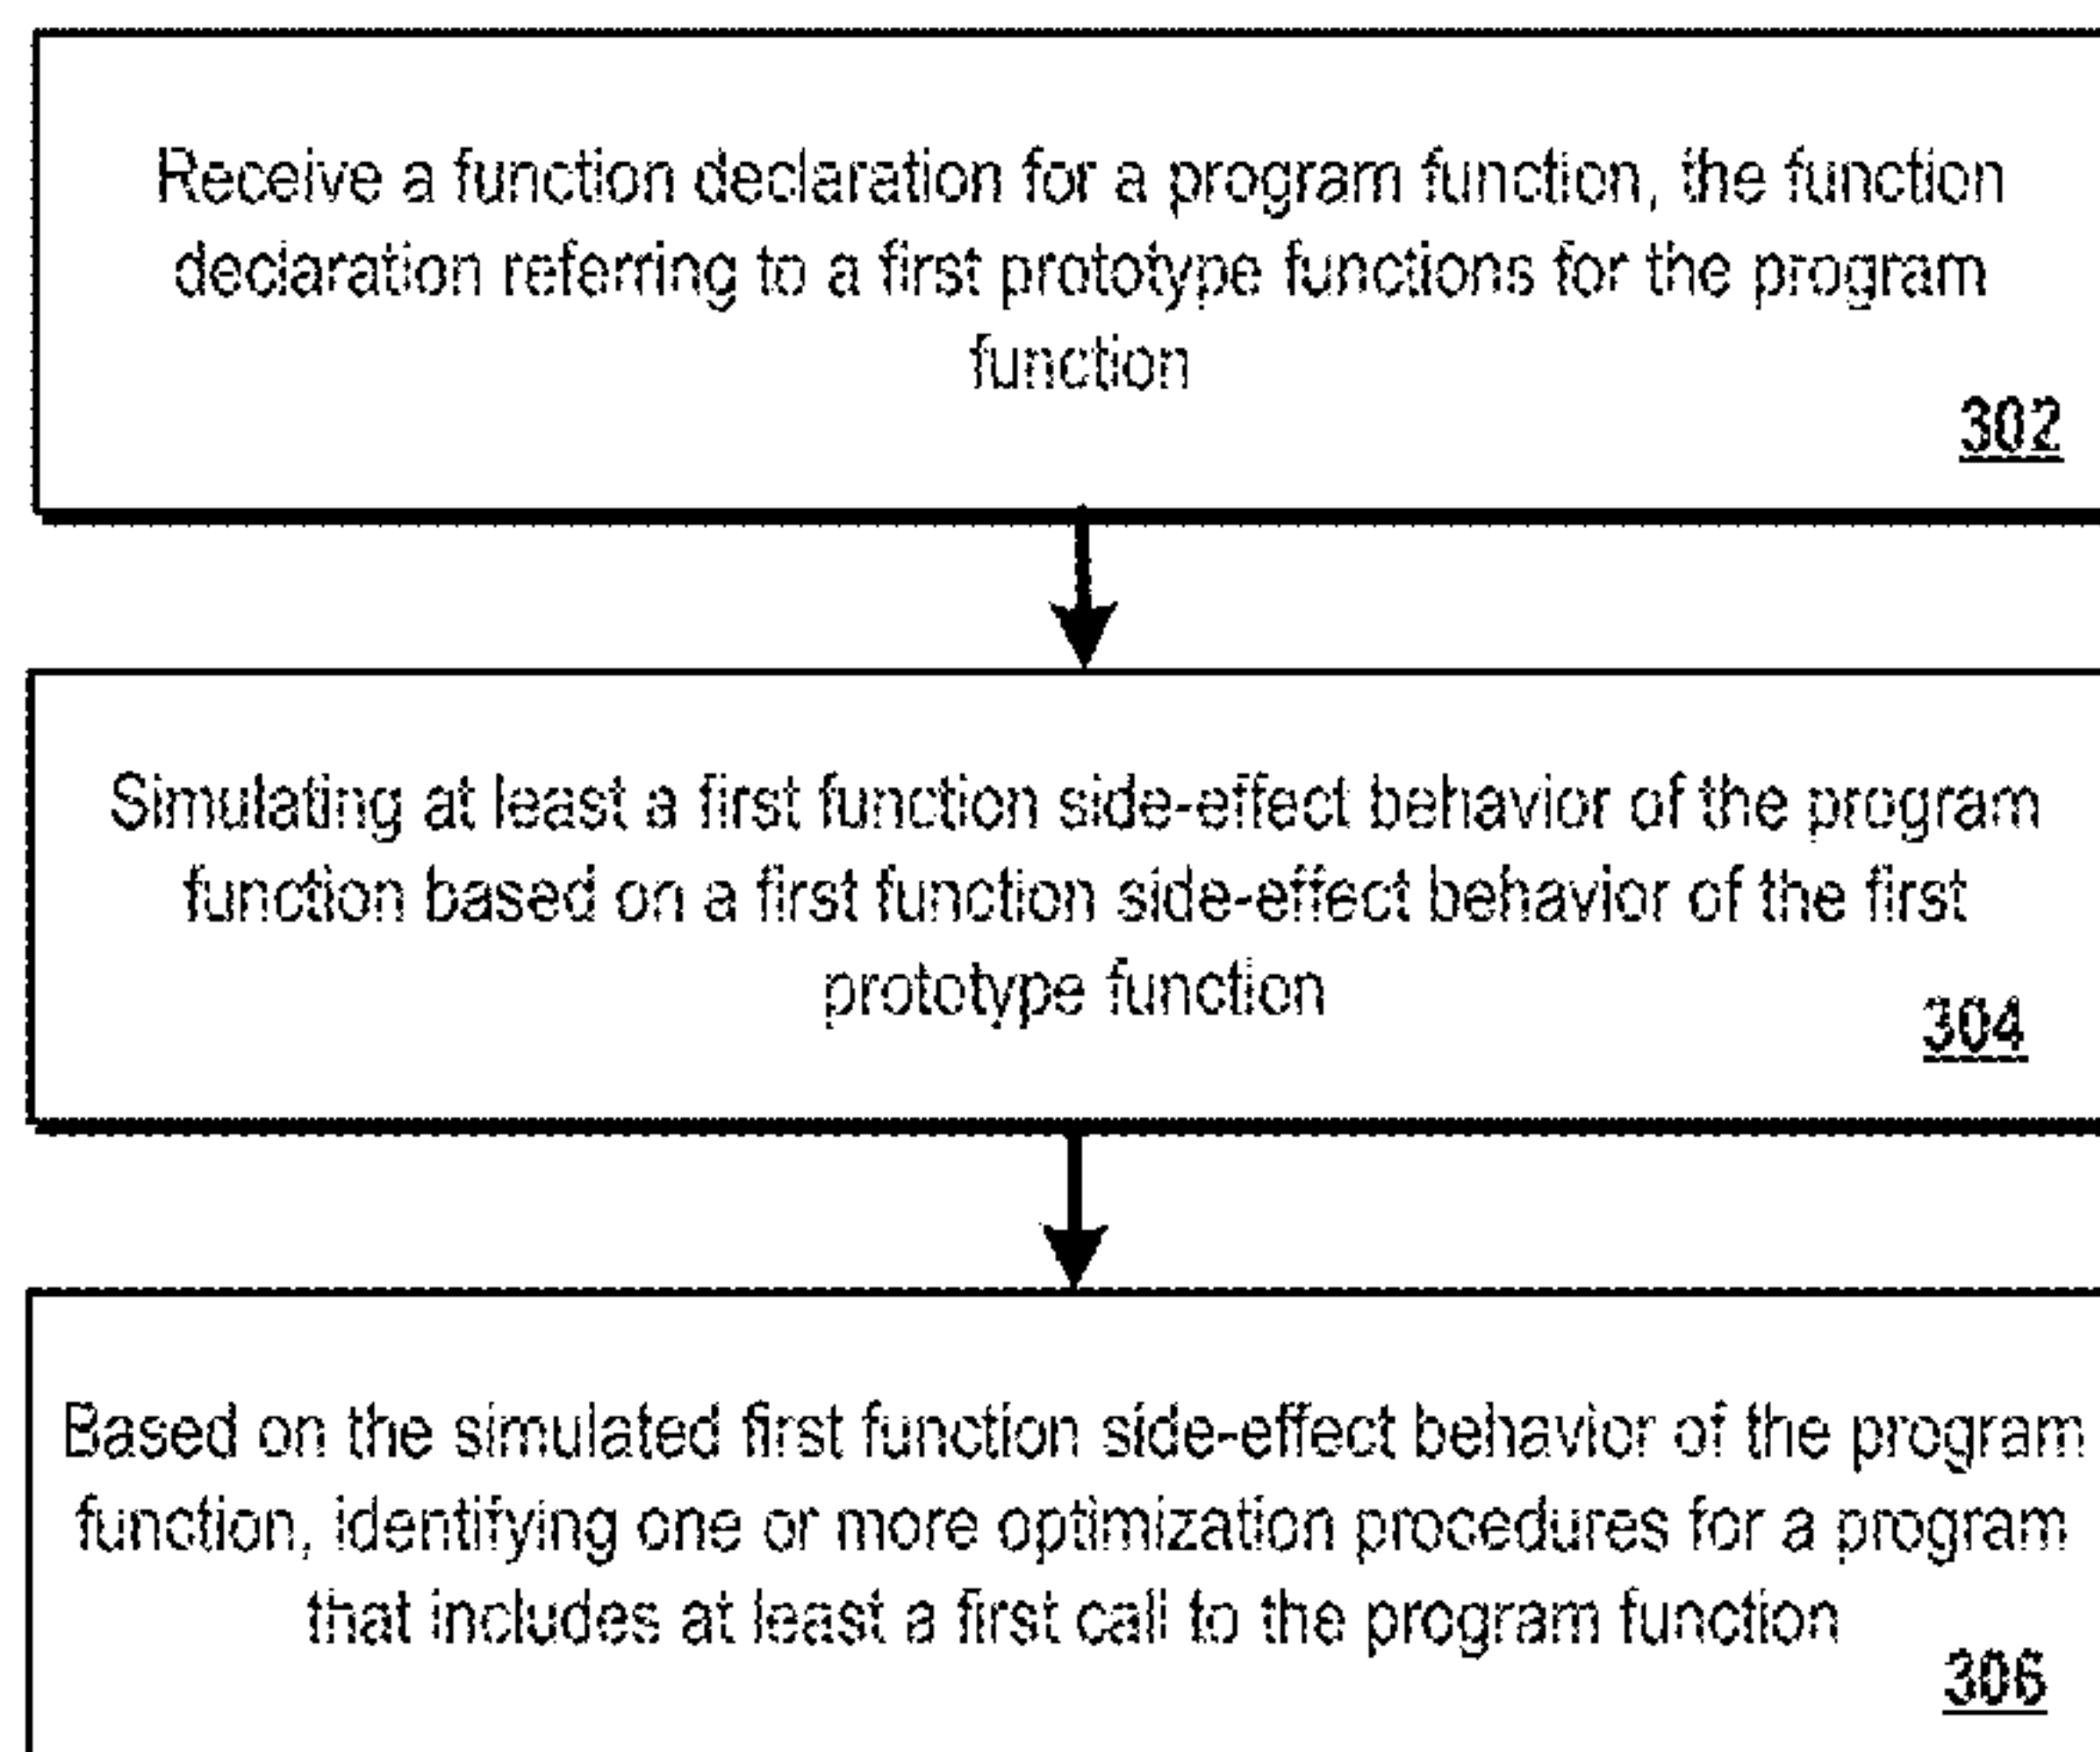 Receive a function declaration for a program function, the function
declaration referring to a first prototype functions for the program
function
302
Simulating at least a first function side-effect behavior of the program
function based on a first function side-effect behavior of the first
prototype function
304
Based on the simulated first function side-effect behavior of the program
function, identifying one or more optimization procedures for a program
that includes at least a first call to the program function
306